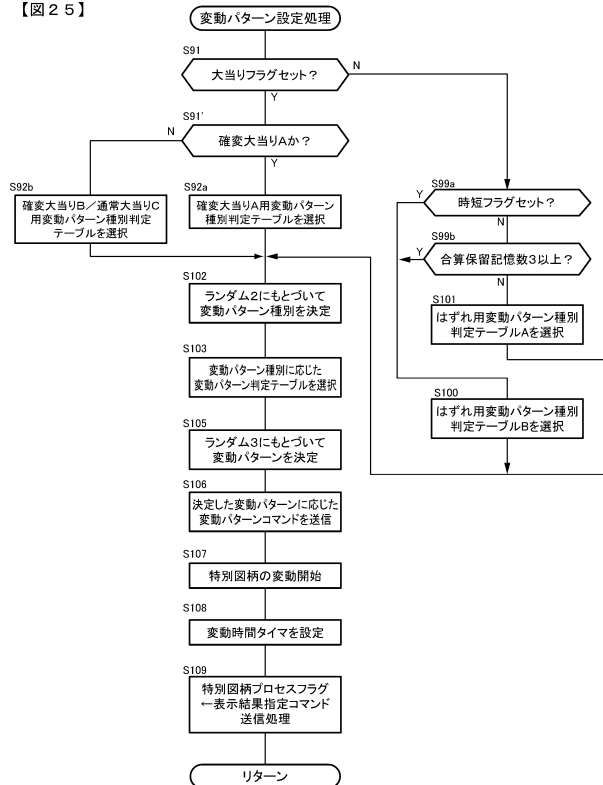 【図２５】
変動パターン設定処理
S91
大当りフラグセット？
N
Y
S91'
確変大当りAか？
N
Y
S92b
確変大当りB／通常大当りC
用変動パターン種別判定
テーブルを選択
S92a
確変大当りA用変動パターン
種別判定テーブルを選択
S99a
時短フラグセット？
Y
N
S99b
合算保留記憶数3以上？
Y
N
S101
はずれ用変動パターン種別
判定テーブルAを選択
S100
はずれ用変動パターン種別
判定テーブルBを選択
S102
ランダム2にもとづいて
変動パターン種別を決定
S103
変動パターン種別に応じた
変動パターン判定テーブルを選択
S105
ランダム3にもとづいて
変動パターンを決定
S106
決定した変動パターンに応じた
変動パターンコマンドを送信
S107
特別図柄の変動開始
S108
変動時間タイマを設定
S109
特別図柄プロセスフラグ
←表示結果指定コマンド
送信処理
リターン